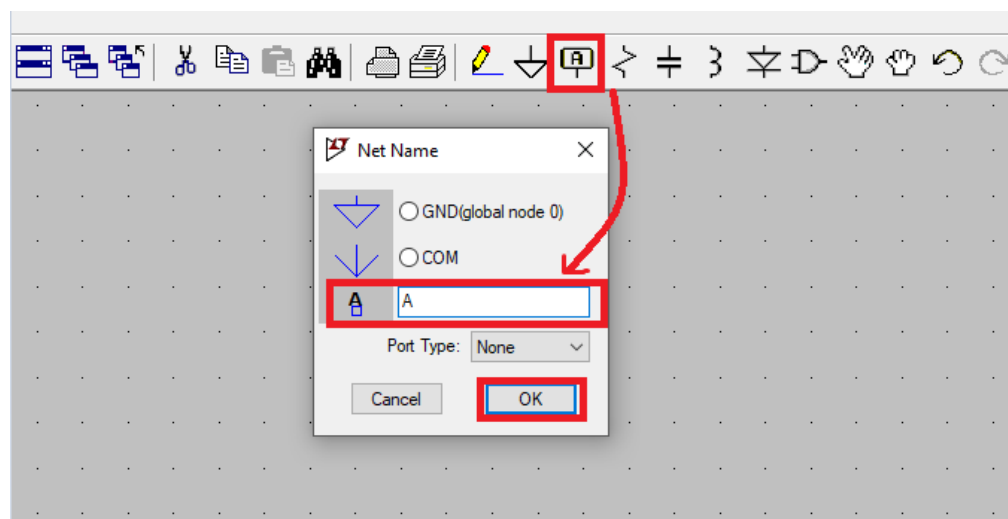 A
Net Name
GND(global node 0)
COM
A
A
Port Type: None
Cancel
OK